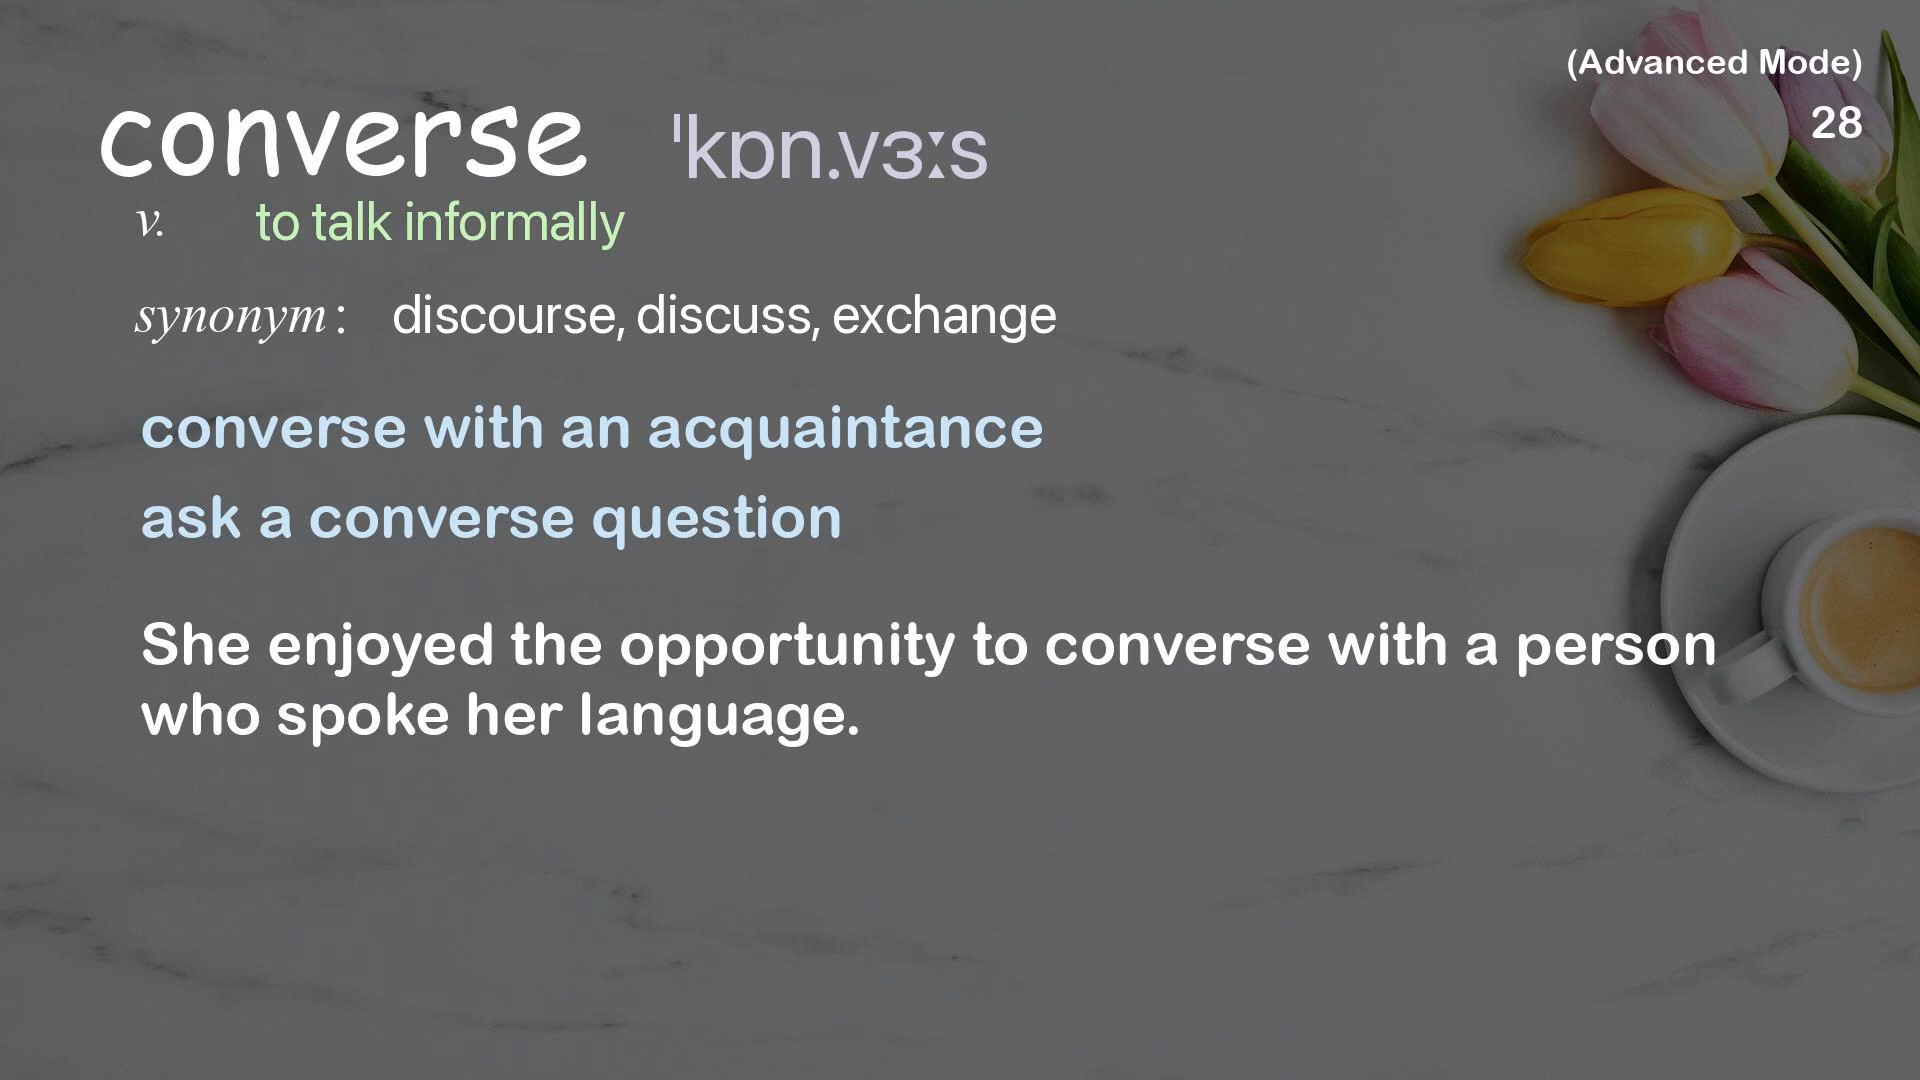 (Advanced Mode)
28
converse ˈkɒn.vɜːs
v. to talk informally
synonym : discourse, discuss, exchange
converse with an acquaintance
ask a converse question
She enjoyed the opportunity to converse with a person
who spoke her language.